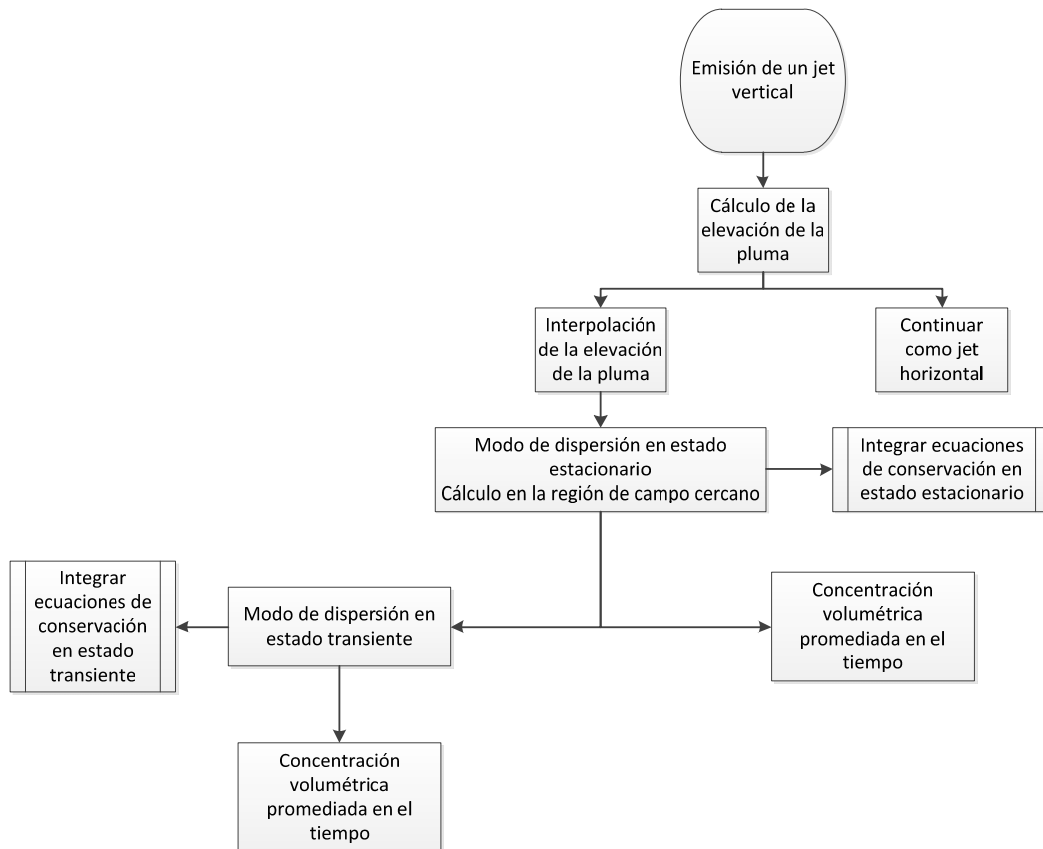 Emisión de un jet
vertical
Cálculo de la
elevación de la
pluma
Interpolación
de la elevación
de la pluma
Continuar
como jet
horizontal
Modo de dispersión en estado
estacionario
Cálculo en la región de campo cercano
Integrar ecuaciones
de conservación en
estado estacionario
Integrar
ecuaciones de
conservación
en estado
transiente
Modo de dispersión en
estado transiente
Concentración
volumétrica
promediada en el
tiempo
Concentración
volumétrica
promediada en el
tiempo